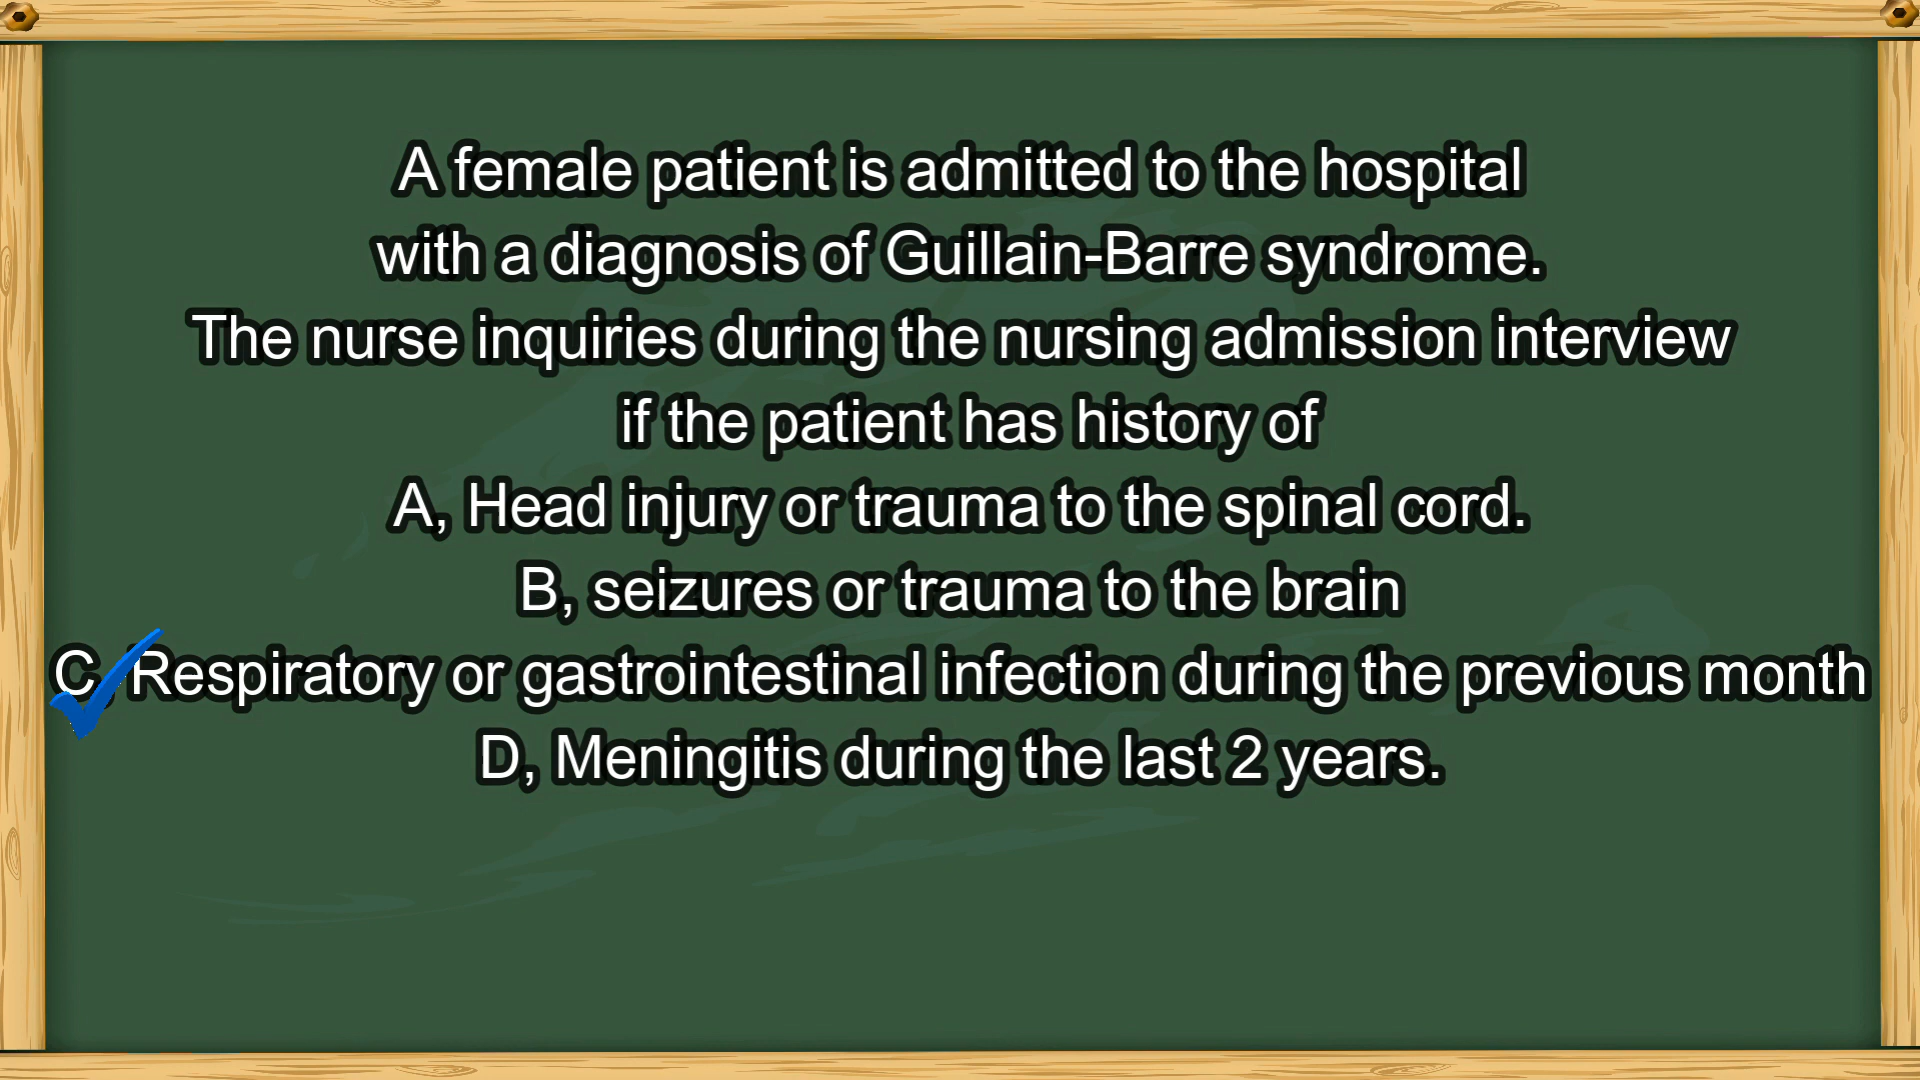 A female patient is admitted to the hospital
with a diagnosis of Guillain-Barre syndrome.
The nurse inquiries during the nursing admission interview
if the patient has history of
A, Head injury or trauma to the spinal cord.
B, seizures or trauma to the brain
C, Respiratory or gastrointestinal infection during the previous month
D, Meningitis during the last 2 years.